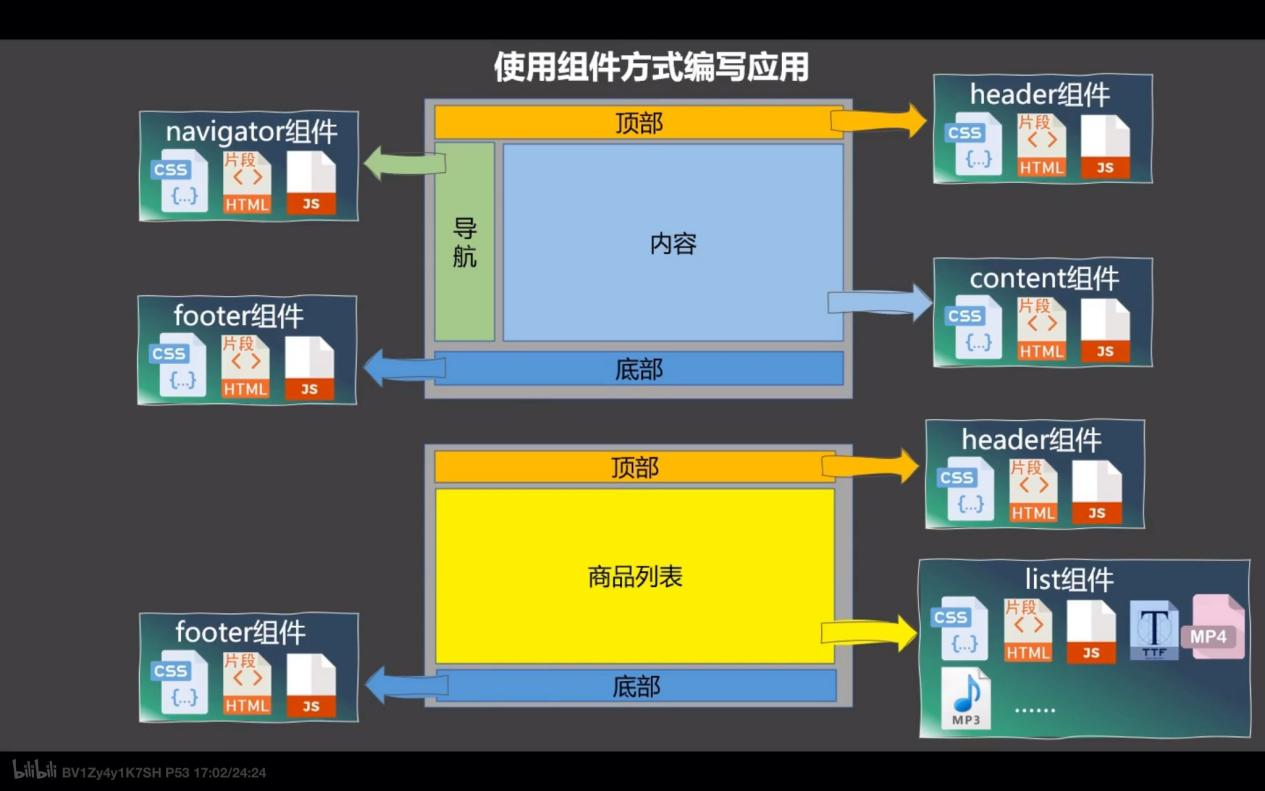 使用组件方式编写应用
navigator组件
CSS
{...}
片段
< >
HTML
JS
顶部
导航
内容
底部
header组件
CSS
{...}
片段
< >
HTML
JS
footer组件
CSS
{...}
片段
< >
HTML
JS
content组件
CSS
{...}
片段
< >
HTML
JS
顶部
商品列表
底部
header组件
CSS
{...}
片段
< >
HTML
JS
footer组件
CSS
{...}
片段
< >
HTML
JS
list组件
CSS
{...}
片段
< >
HTML
JS
T
TTF
MP4
MP3
······
bilibili BV1Zy4y1K7SH P53 17:02/24:24